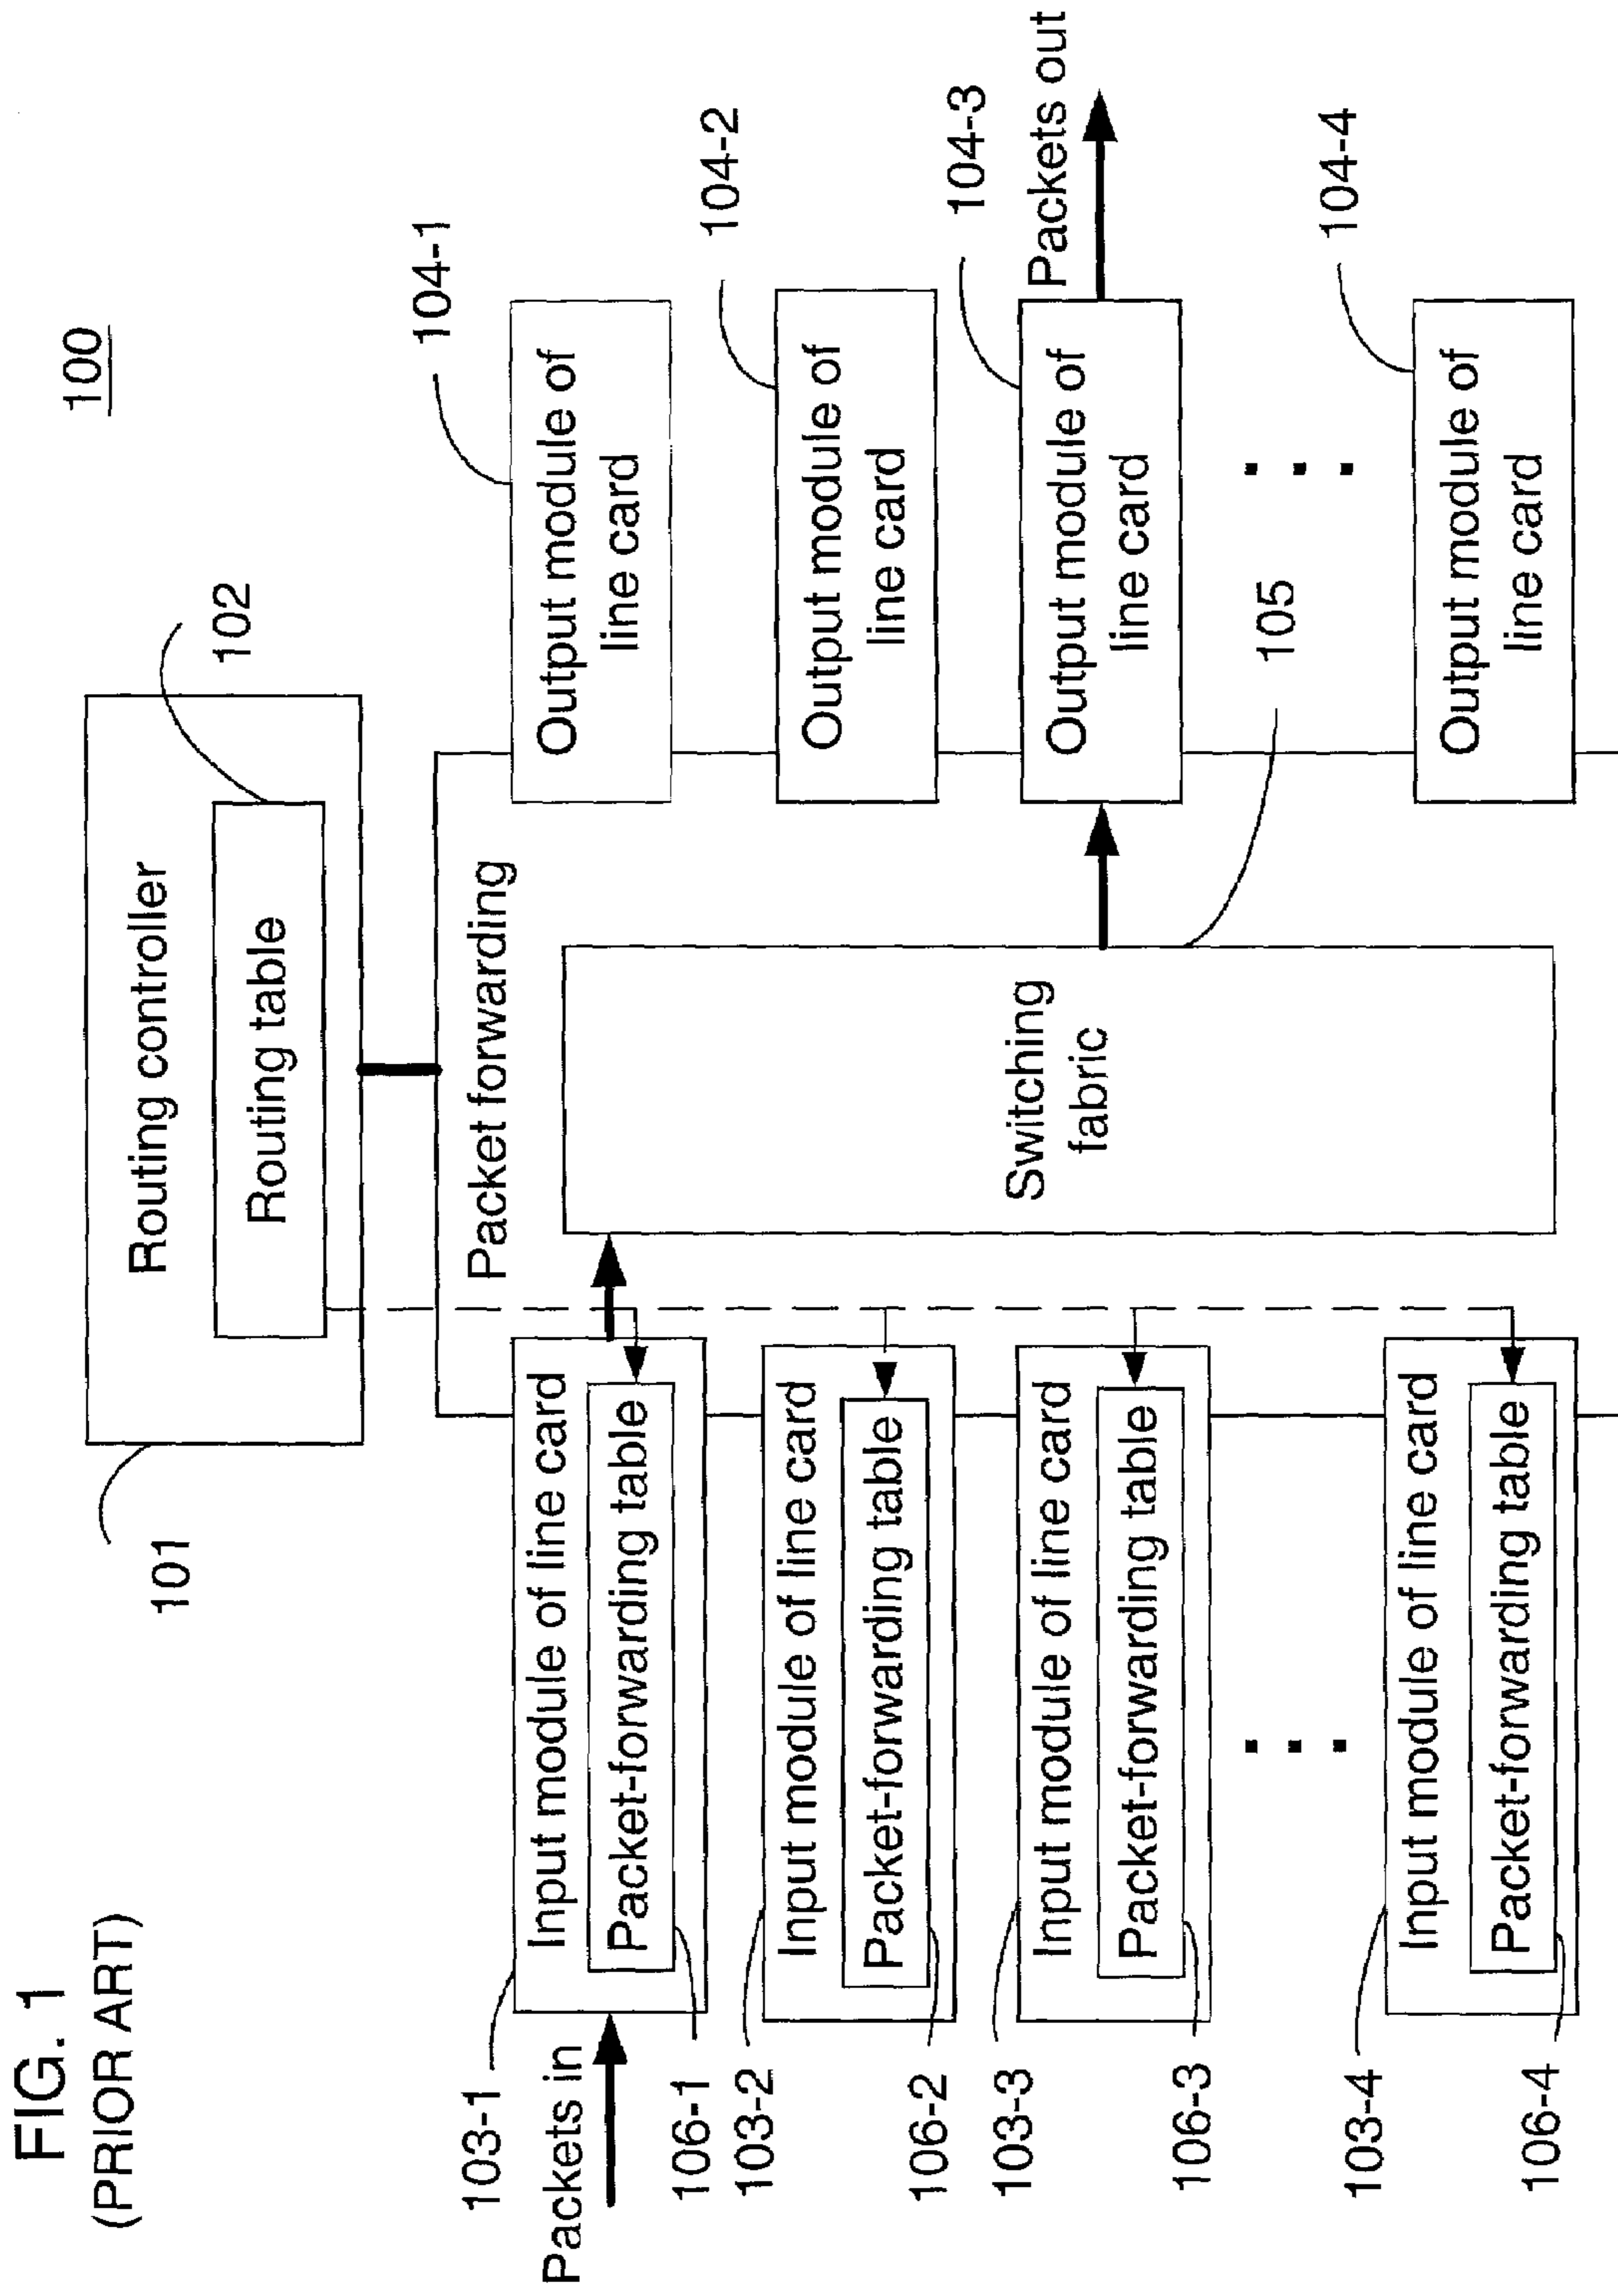 FIG. 1
(PRIOR ART)
100
101
Routing controller
102
Routing table
Packet forwarding
103-1
Input module of line card
Packet-forwarding table
Packets in
106-1
103-2
Input module of line card
Packet-forwarding table
106-2
103-3
Input module of line card
Packet-forwarding table
106-3
103-4
Input module of line card
Packet-forwarding table
106-4
Switching
fabric
105
104-1
Output module of
line card
104-2
Output module of
line card
104-3
Output module of
line card
Packets out
104-4
Output module of
line card